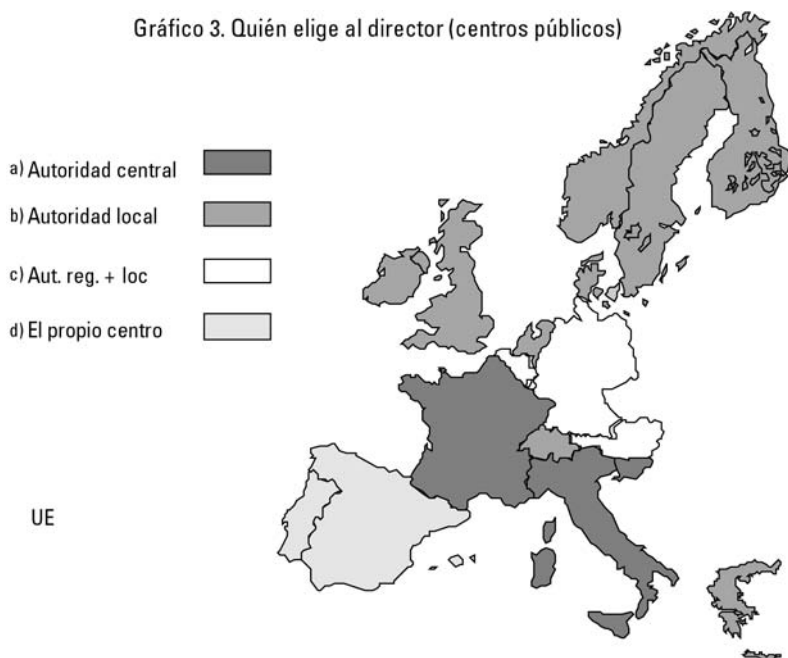 Gráfico 3. Quién elige al director (centros públicos)
a) Autoridad central
b) Autoridad local
c) Aut. reg. + loc
d) El propio centro
UE